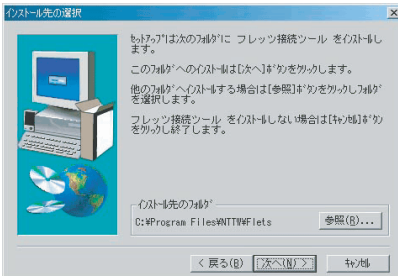 インストール先の選択
セットアップは次のフォルダに フレッツ接続ツール をインストールし
ます。
このフォルダへのインストールは[次へ]ボタンをクリックします。
他のフォルダへインストールする場合は[参照]ボタンをクリックしフォルダ
を選択します。
フレッツ接続ツール をインストールしない場合は[キャンセル]ボタン
をクリックし終了します。
インストール先のフォルダ
C:¥Program Files¥NTTW¥Flets
参照(R)...
< 戻る(B)
次へ(N) >
キャンセル